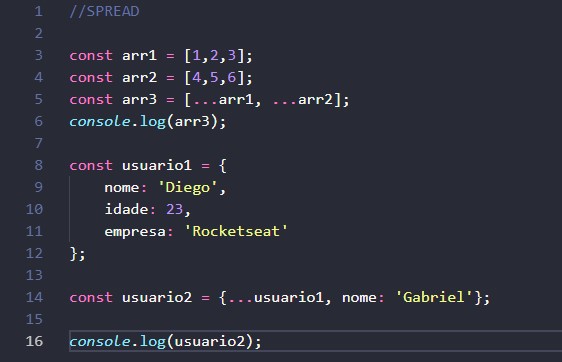 1 //SPREAD
2
3 const arr1 = [1,2,3];
4 const arr2 = [4,5,6];
5 const arr3 = [...arr1, ...arr2];
6 console.log(arr3);
7
8 const usuario1 = {
9     nome: 'Diego',
10     idade: 23,
11     empresa: 'Rocketseat'
12 };
13
14 const usuario2 = {...usuario1, nome: 'Gabriel'};
15
16 console.log(usuario2);